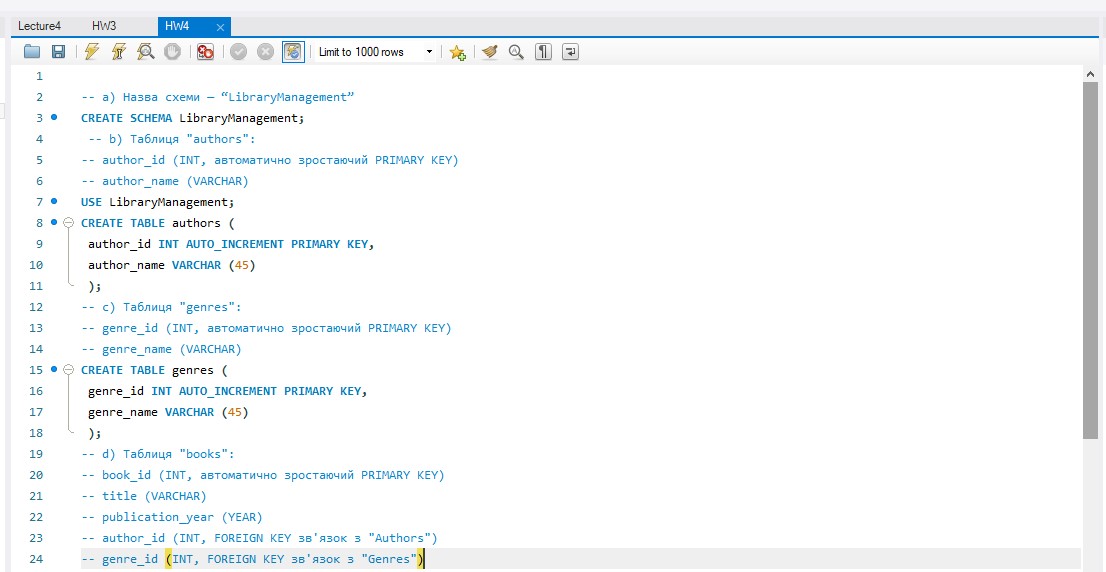 Lecture4 HW3 HW4
Limit to 1000 rows
1
2 -- a) Назва схеми – “LibraryManagement”
3 CREATE SCHEMA LibraryManagement;
4 -- b) Таблиця "authors":
5 -- author_id (INT, автоматично зростаючий PRIMARY KEY)
6 -- author_name (VARCHAR)
7 USE LibraryManagement;
8 CREATE TABLE authors (
9 author_id INT AUTO_INCREMENT PRIMARY KEY,
10 author_name VARCHAR (45)
11 );
12 -- c) Таблиця "genres":
13 -- genre_id (INT, автоматично зростаючий PRIMARY KEY)
14 -- genre_name (VARCHAR)
15 CREATE TABLE genres (
16 genre_id INT AUTO_INCREMENT PRIMARY KEY,
17 genre_name VARCHAR (45)
18 );
19 -- d) Таблиця "books":
20 -- book_id (INT, автоматично зростаючий PRIMARY KEY)
21 -- title (VARCHAR)
22 -- publication_year (YEAR)
23 -- author_id (INT, FOREIGN KEY зв'язок з "Authors")
24 -- genre_id (INT, FOREIGN KEY зв'язок з "Genres")